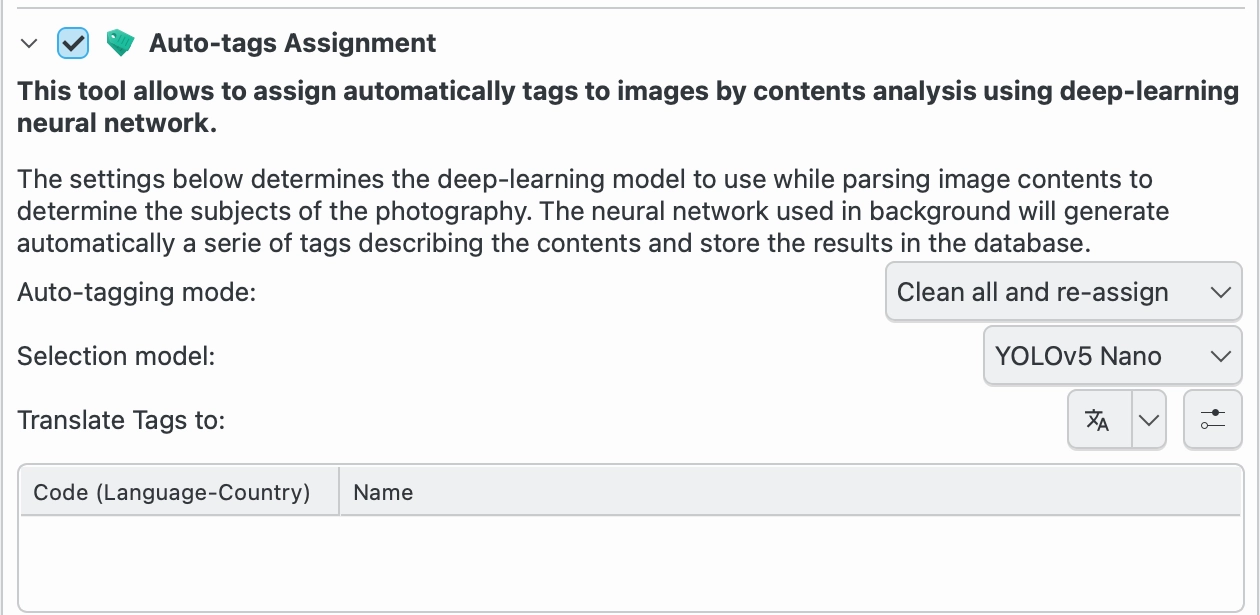 Auto-tags Assignment
This tool allows to assign automatically tags to images by contents analysis using deep-learning
neural network.
The settings below determines the deep-learning model to use while parsing image contents to
determine the subjects of the photography. The neural network used in background will generate
automatically a serie of tags describing the contents and store the results in the database.
Auto-tagging mode: Clean all and re-assign
Selection model: YOLOv5 Nano
Translate Tags to:
Code (Language-Country) Name